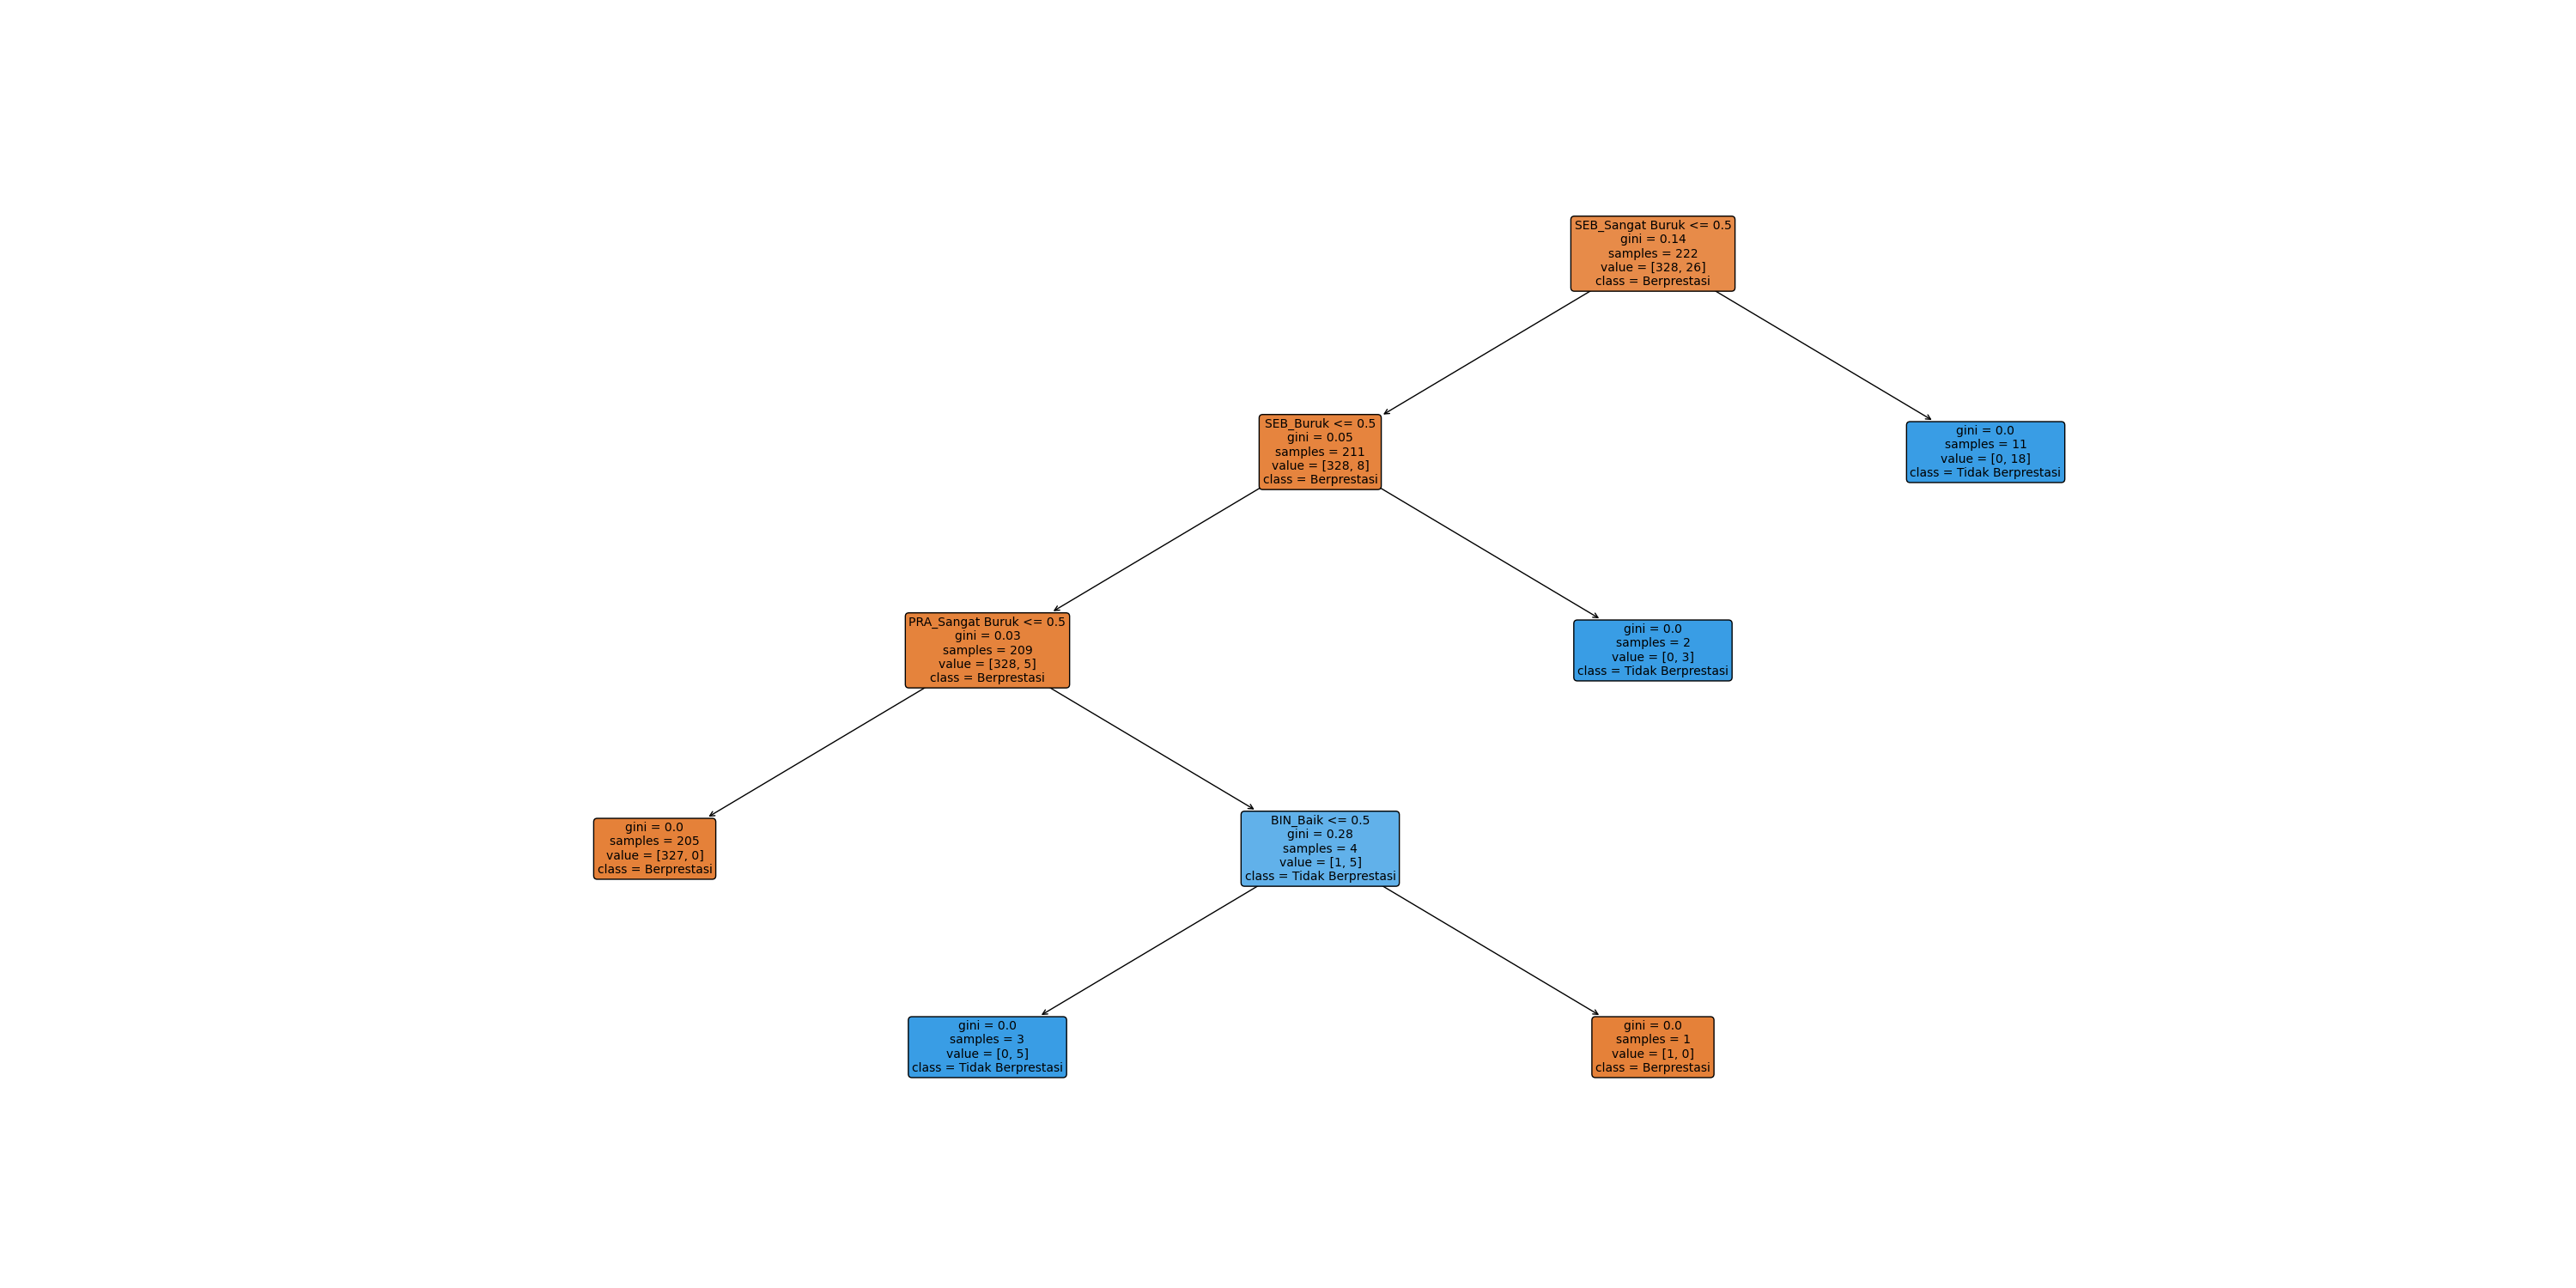 SEB_Sangat Buruk <= 0.5
gini = 0.14
samples = 222
value = [328, 26]
class = Berprestasi
SEB_Buruk <= 0.5
gini = 0.05
samples = 211
value = [328, 8]
class = Berprestasi
gini = 0.0
samples = 11
value = [0, 18]
class = Tidak Berprestasi
PRA_Sangat Buruk <= 0.5
gini = 0.03
samples = 209
value = [328, 5]
class = Berprestasi
gini = 0.0
samples = 2
value = [0, 3]
class = Tidak Berprestasi
gini = 0.0
samples = 205
value = [327, 0]
class = Berprestasi
BIN_Baik <= 0.5
gini = 0.28
samples = 4
value = [1, 5]
class = Tidak Berprestasi
gini = 0.0
samples = 3
value = [0, 5]
class = Tidak Berprestasi
gini = 0.0
samples = 1
value = [1, 0]
class = Berprestasi